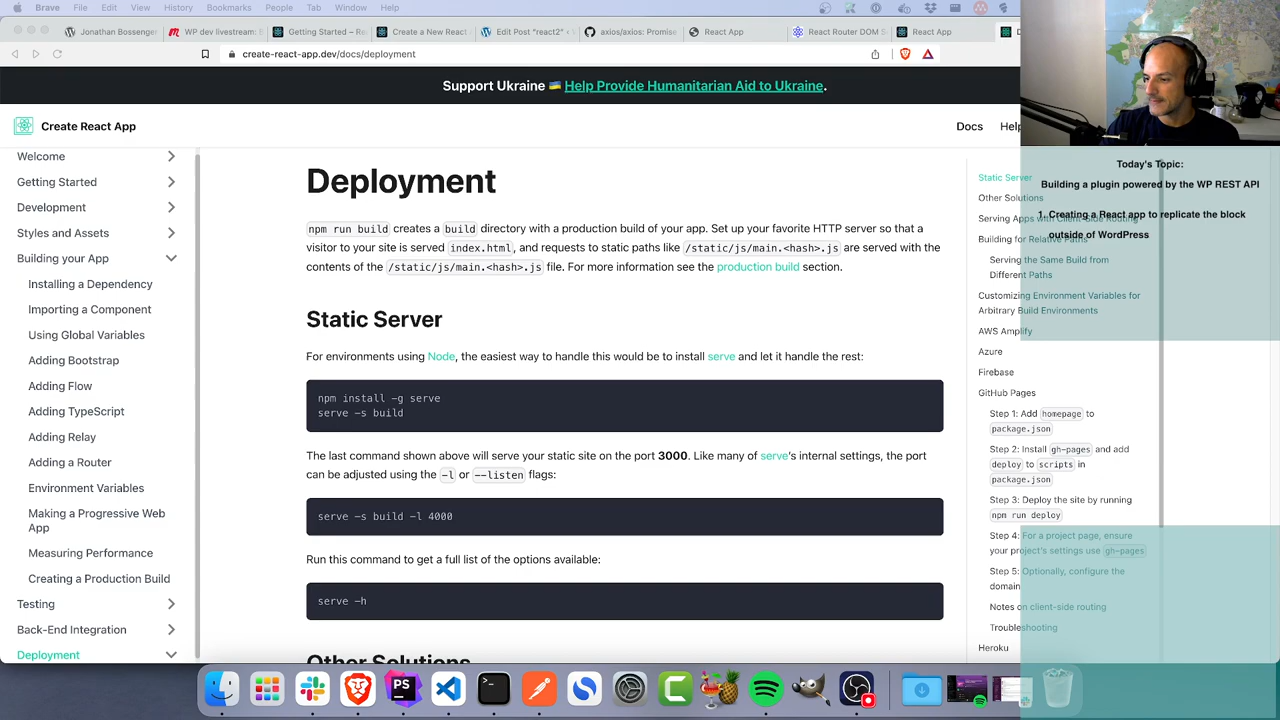 Brave File Edit View History Bookmarks People Tab Window Help
Jonathan Bossenger
WP dev livestream: B
Getting Started – Re
Create a New React
Edit Post "react2" ‹
axios/axios: Promise
React App
React Router DOM S
React App
create-react-app.dev/docs/deployment
Support Ukraine 🇺🇦 Help Provide Humanitarian Aid to Ukraine.
Create React App
Docs
Help
Welcome
Getting Started
Development
Styles and Assets
Building your App
Installing a Dependency
Importing a Component
Using Global Variables
Adding Bootstrap
Adding Flow
Adding TypeScript
Adding Relay
Adding a Router
Environment Variables
Making a Progressive Web
App
Measuring Performance
Creating a Production Build
Testing
Back-End Integration
Deployment
Deployment
npm run build creates a build directory with a production build of your app. Set up your favorite HTTP server so that a
visitor to your site is served index.html, and requests to static paths like /static/js/main.<hash>.js are served with the
contents of the /static/js/main.<hash>.js file. For more information see the production build section.
Static Server
For environments using Node, the easiest way to handle this would be to install serve and let it handle the rest:
npm install -g serve
serve -s build
The last command shown above will serve your static site on the port 3000. Like many of serve's internal settings, the port
can be adjusted using the -l or --listen flags:
serve -s build -l 4000
Run this command to get a full list of the options available:
serve -h
Other Solutions
Static Server
Other Solutions
Serving Apps with Client-Side Routing
Building for Relative Paths
Serving the Same Build from
Different Paths
Customizing Environment Variables for
Arbitrary Build Environments
AWS Amplify
Azure
Firebase
GitHub Pages
Step 1: Add homepage to
package.json
Step 2: Install gh-pages and add
deploy to scripts in
package.json
Step 3: Deploy the site by running
npm run deploy
Step 4: For a project page, ensure
your project's settings use gh-pages
Step 5: Optionally, configure the
domain
Notes on client-side routing
Troubleshooting
Heroku
Today's Topic:
Building a plugin powered by the WP REST API
1. Creating a React app to replicate the block
outside of WordPress
PS